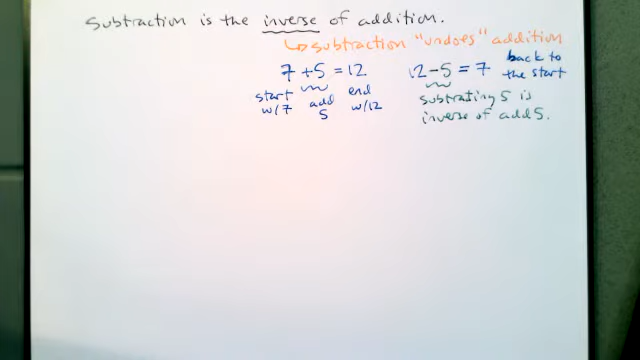 Subtraction is the inverse of addition.
↳ subtraction "undoes" addition
7 + 5 = 12
start w/7
add 5
end w/12
12 - 5 = 7
back to the start
subtrating 5 is
inverse of add 5.